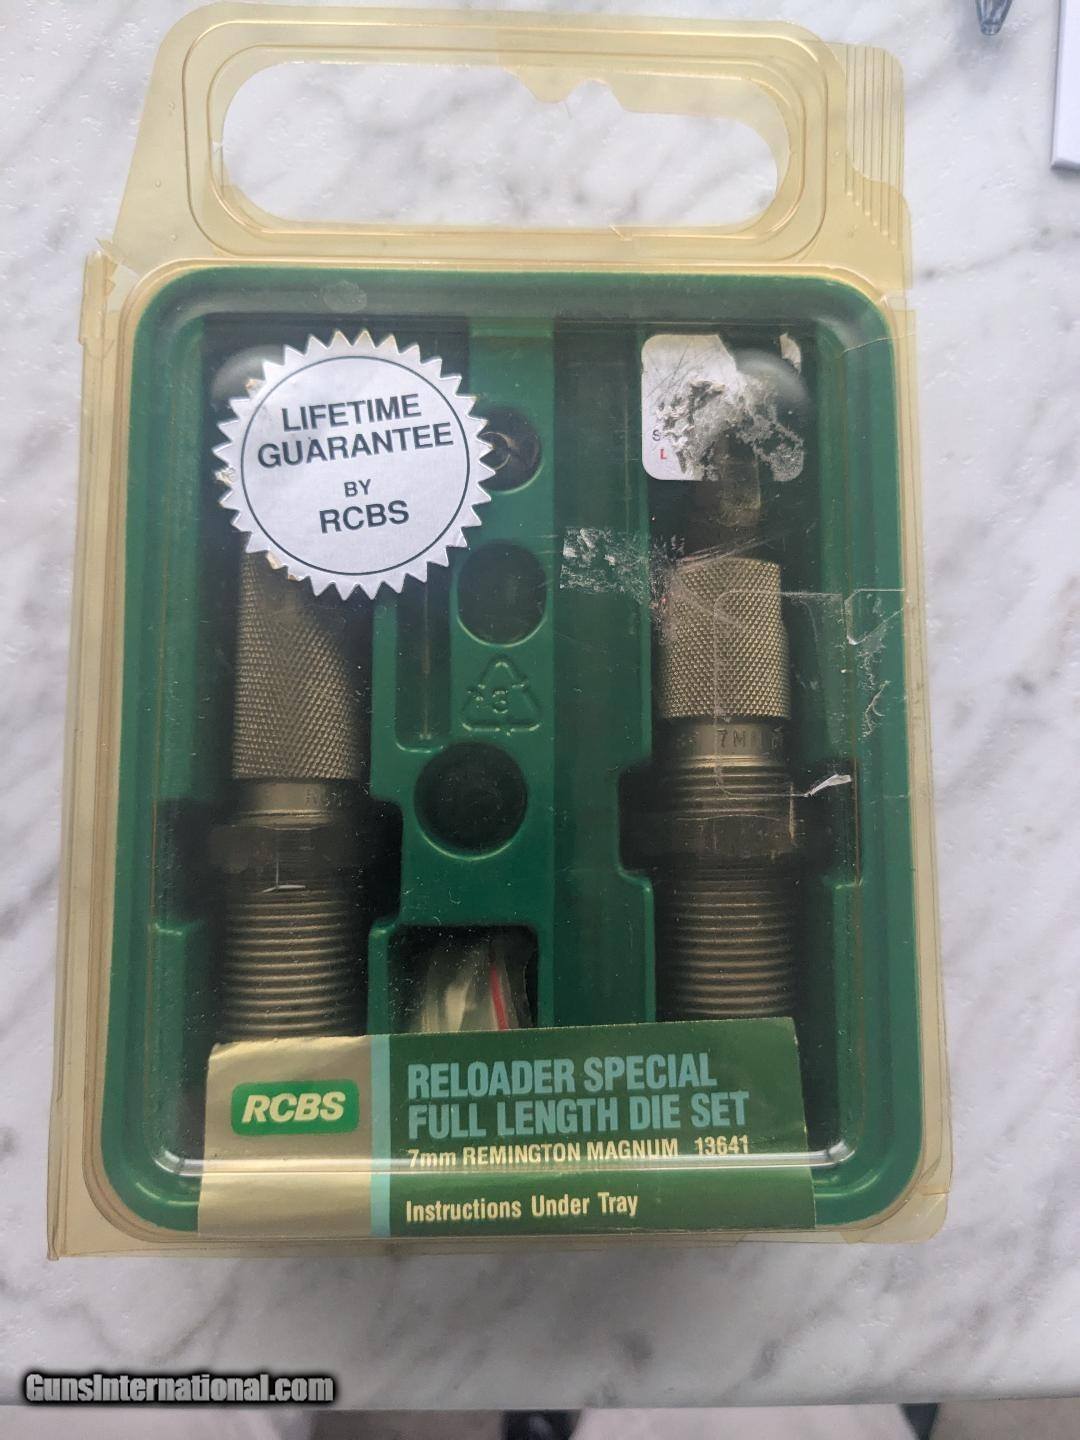 LIFETIME
GUARANTEE
BY
RCBS
S
L
7MM
RCBS
RELOADER SPECIAL
FULL LENGTH DIE SET
7mm REMINGTON MAGNUM 13641
Instructions Under Tray
GunsInternational.com